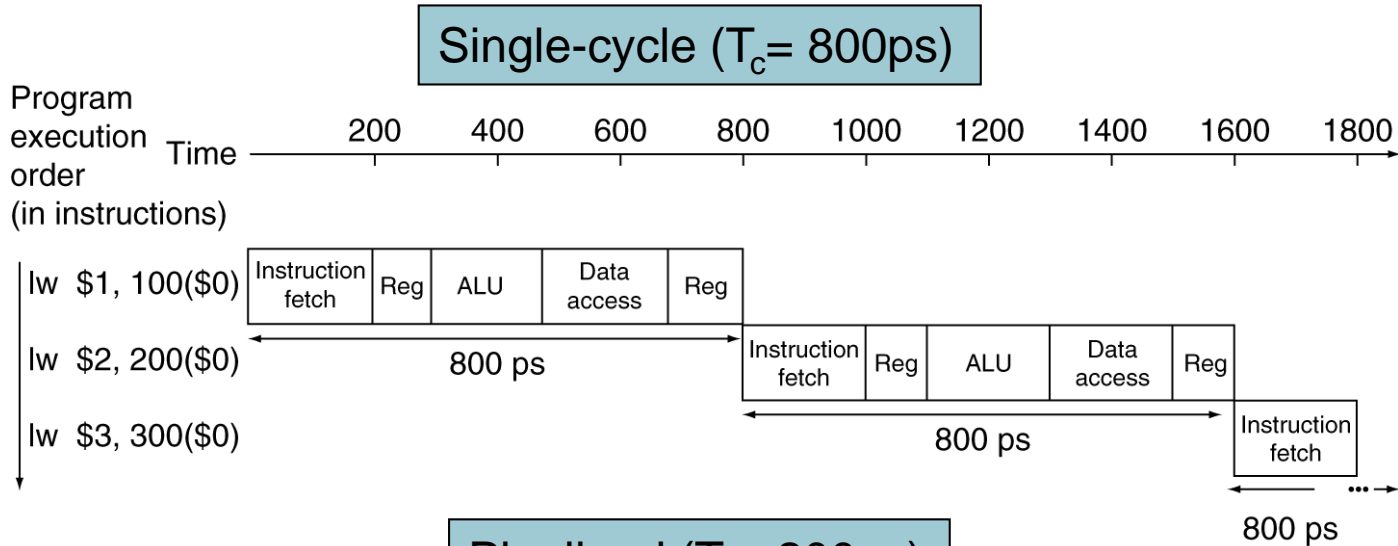 Single-cycle (Tc= 800ps)
Program
execution
order
(in instructions)
Time
200 400 600 800 1000 1200 1400 1600 1800
lw $1, 100($0)
Instruction
fetch
Reg
ALU
Data
access
Reg
800 ps
lw $2, 200($0)
Instruction
fetch
Reg
ALU
Data
access
Reg
800 ps
lw $3, 300($0)
Instruction
fetch
...
800 ps